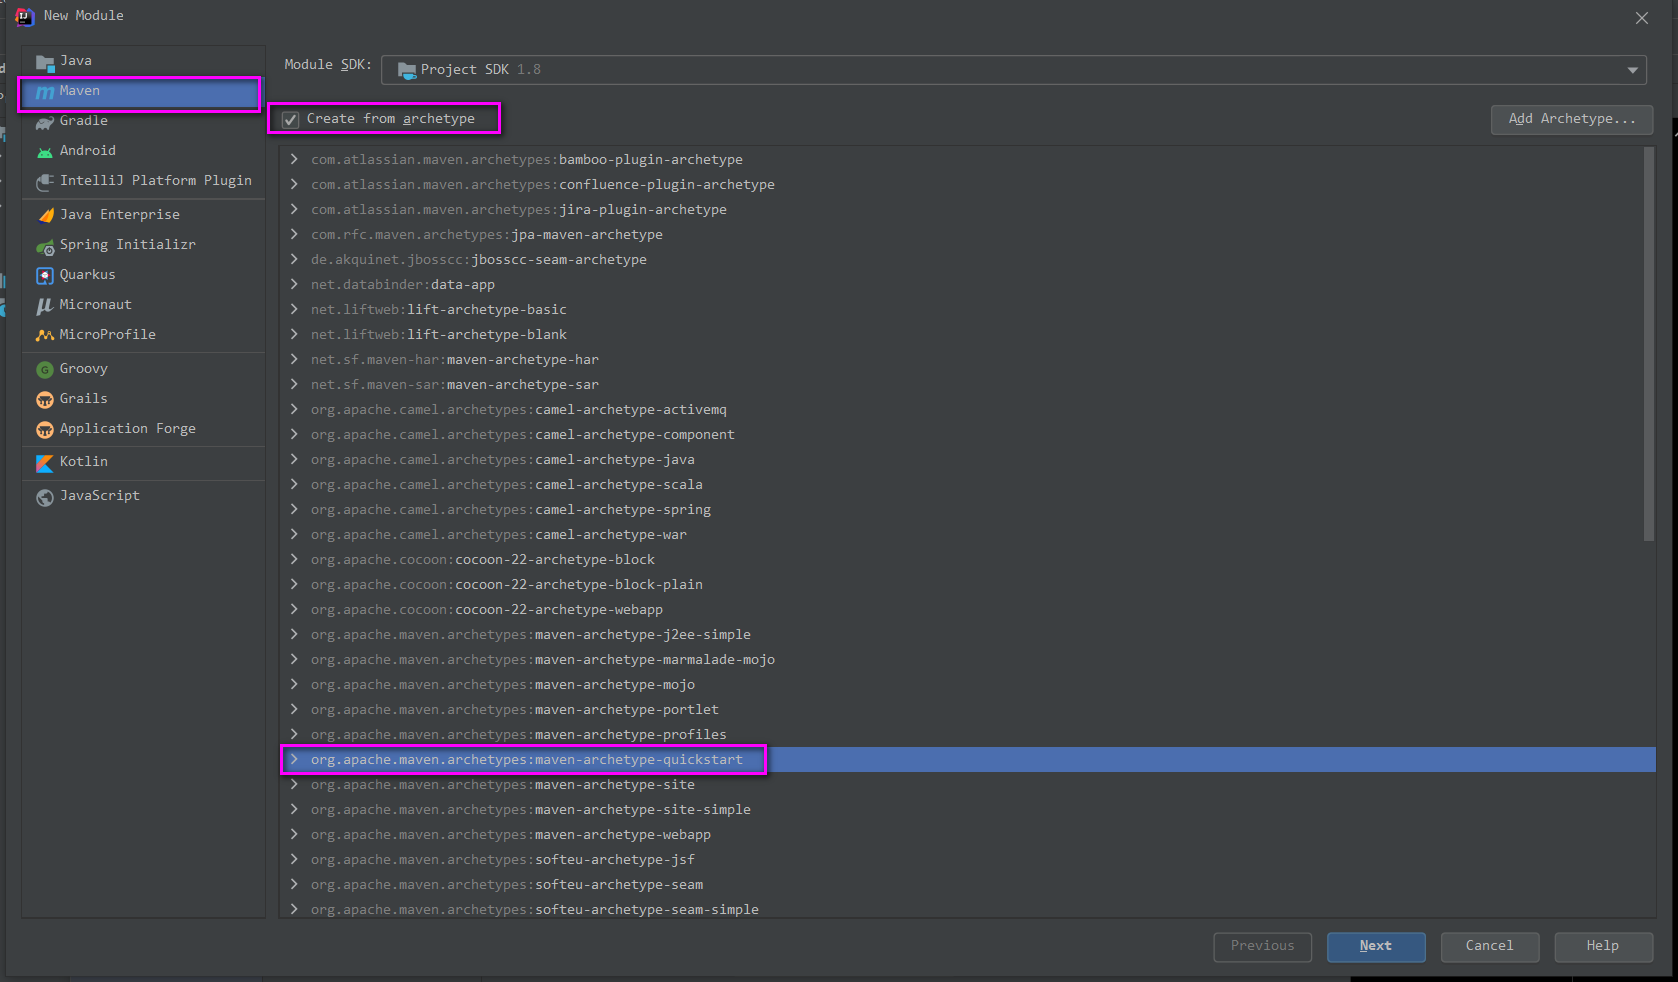 New Module
Java
Maven
Gradle
Android
IntelliJ Platform Plugin
Java Enterprise
Spring Initializr
Quarkus
Micronaut
MicroProfile
Groovy
Grails
Application Forge
Kotlin
JavaScript
Module SDK: Project SDK 1.8
Create from archetype
Add Archetype...
com.atlassian.maven.archetypes:bamboo-plugin-archetype
com.atlassian.maven.archetypes:confluence-plugin-archetype
com.atlassian.maven.archetypes:jira-plugin-archetype
com.rfc.maven.archetypes:jpa-maven-archetype
de.akquinet.jbosscc:jbosscc-seam-archetype
net.databinder:data-app
net.liftweb:lift-archetype-basic
net.liftweb:lift-archetype-blank
net.sf.maven-har:maven-archetype-har
net.sf.maven-sar:maven-archetype-sar
org.apache.camel.archetypes:camel-archetype-activemq
org.apache.camel.archetypes:camel-archetype-component
org.apache.camel.archetypes:camel-archetype-java
org.apache.camel.archetypes:camel-archetype-scala
org.apache.camel.archetypes:camel-archetype-spring
org.apache.camel.archetypes:camel-archetype-war
org.apache.cocoon:cocoon-22-archetype-block
org.apache.cocoon:cocoon-22-archetype-block-plain
org.apache.cocoon:cocoon-22-archetype-webapp
org.apache.maven.archetypes:maven-archetype-j2ee-simple
org.apache.maven.archetypes:maven-archetype-marmalade-mojo
org.apache.maven.archetypes:maven-archetype-mojo
org.apache.maven.archetypes:maven-archetype-portlet
org.apache.maven.archetypes:maven-archetype-profiles
org.apache.maven.archetypes:maven-archetype-quickstart
org.apache.maven.archetypes:maven-archetype-site
org.apache.maven.archetypes:maven-archetype-site-simple
org.apache.maven.archetypes:maven-archetype-webapp
org.apache.maven.archetypes:softeu-archetype-jsf
org.apache.maven.archetypes:softeu-archetype-seam
org.apache.maven.archetypes:softeu-archetype-seam-simple
Previous
Next
Cancel
Help